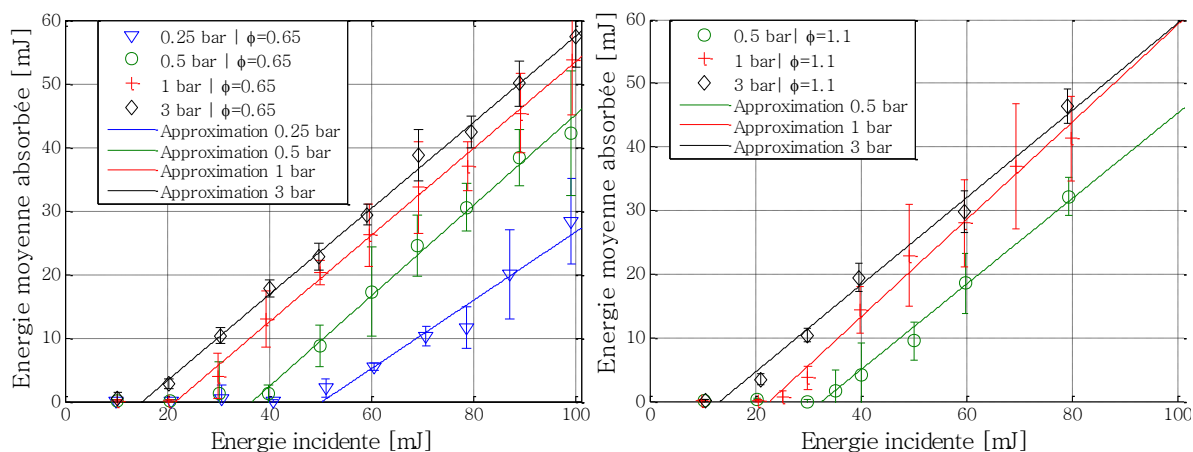 Energie moyenne absorbée [mJ]
60
50
40
30
20
10
0
0.25 bar | ϕ=0.65
0.5 bar | ϕ=0.65
1 bar | ϕ=0.65
3 bar | ϕ=0.65
Approximation 0.25 bar
Approximation 0.5 bar
Approximation 1 bar
Approximation 3 bar
0 20 40 60 80 100
Energie incidente [mJ]
Energie moyenne absorbée [mJ]
60
50
40
30
20
10
0
0.5 bar| ϕ=1.1
1 bar| ϕ=1.1
3 bar| ϕ=1.1
Approximation 0.5 bar
Approximation 1 bar
Approximation 3 bar
0 20 40 60 80 100
Energie incidente [mJ]